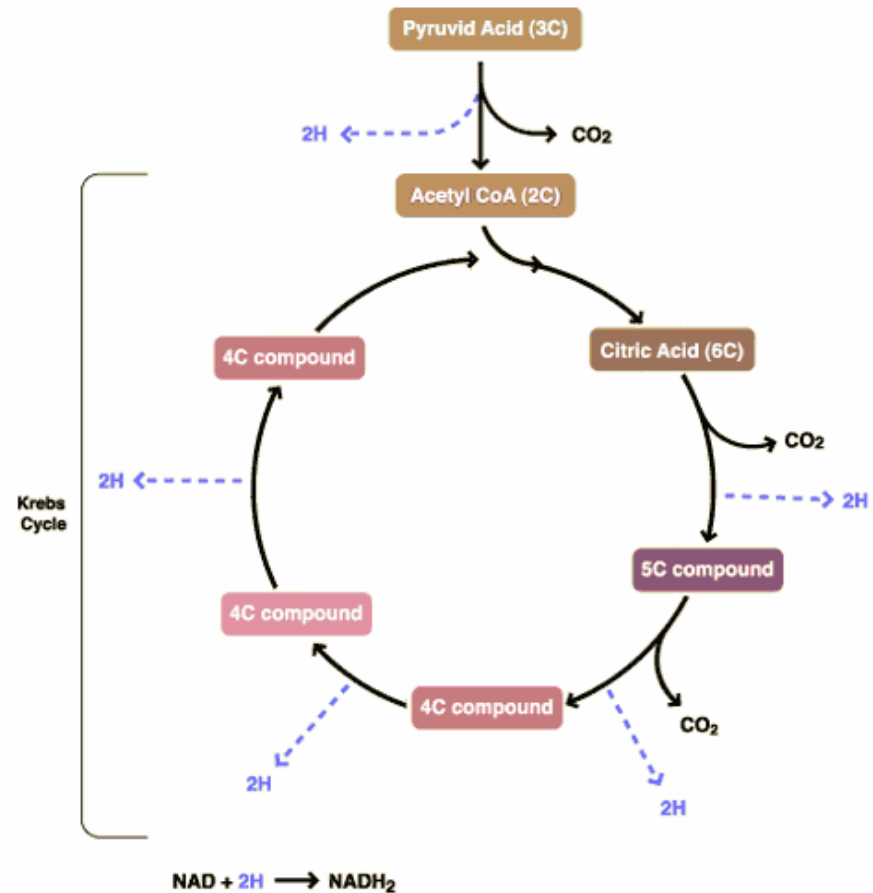 Pyruvid Acid (3C)
2H
CO₂
Acetyl CoA (2C)
4C compound
Citric Acid (6C)
CO₂
2H
2H
Krebs
Cycle
5C compound
4C compound
4C compound
CO₂
2H
2H
NAD + 2H ⟶ NADH₂